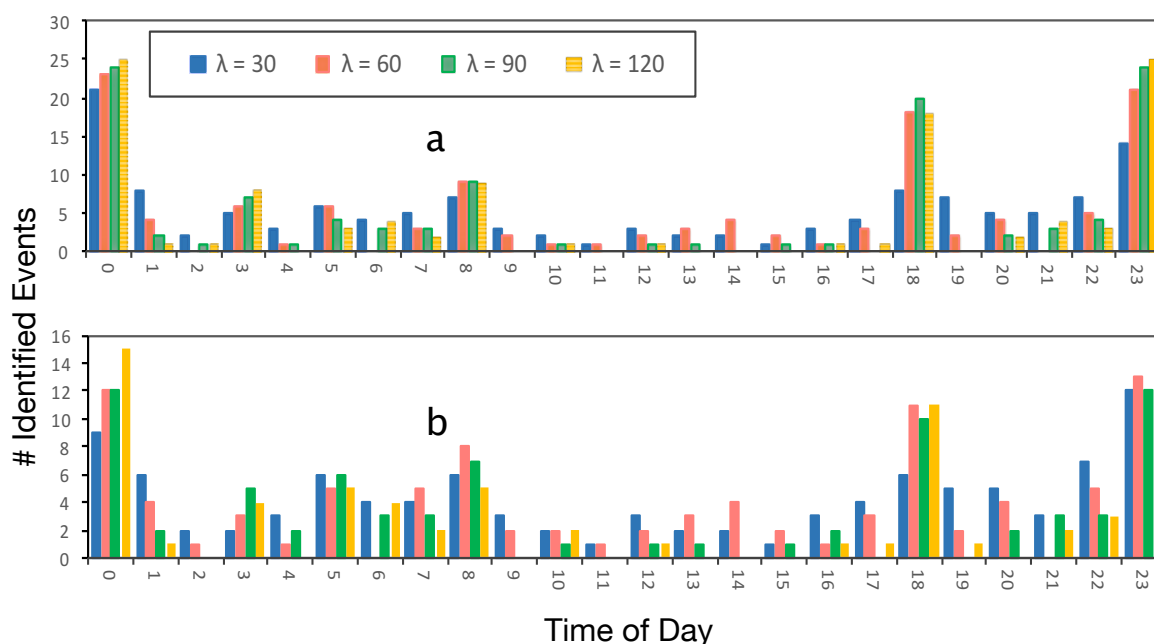 30
25
20
15
10
5
0
λ = 30 λ = 60 λ = 90 λ = 120
a
0 1 2 3 4 5 6 7 8 9 10 11 12 13 14 15 16 17 18 19 20 21 22 23
# Identified Events
16
14
12
10
8
6
4
2
0
b
0 1 2 3 4 5 6 7 8 9 10 11 12 13 14 15 16 17 18 19 20 21 22 23
Time of Day